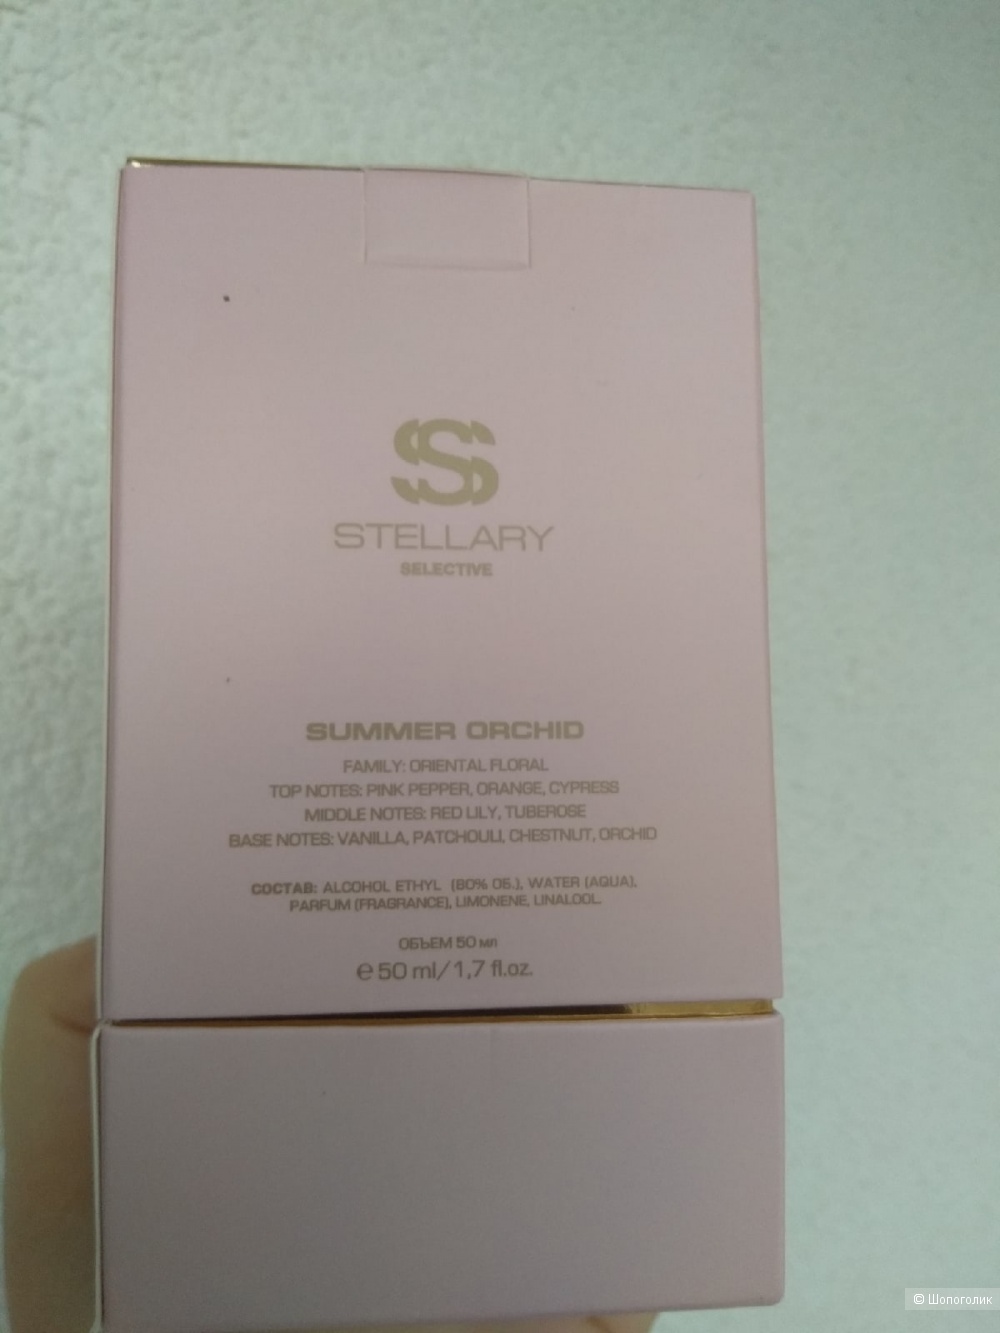 STELLARY
SELECTIVE
SUMMER ORCHID
FAMILY: ORIENTAL FLORAL
TOP NOTES: PINK PEPPER, ORANGE, CYPRESS
MIDDLE NOTES: RED LILY, TUBEROSE
BASE NOTES: VANILLA, PATCHOULI, CHESTNUT, ORCHID
СОСТАВ: ALCOHOL ETHYL (80% ОБ.), WATER (AQUA),
PARFUM (FRAGRANCE), LIMONENE, LINALOOL.
ОБЪЕМ 50 мл
℮ 50 ml/1,7 fl.oz.
© Шопоголик